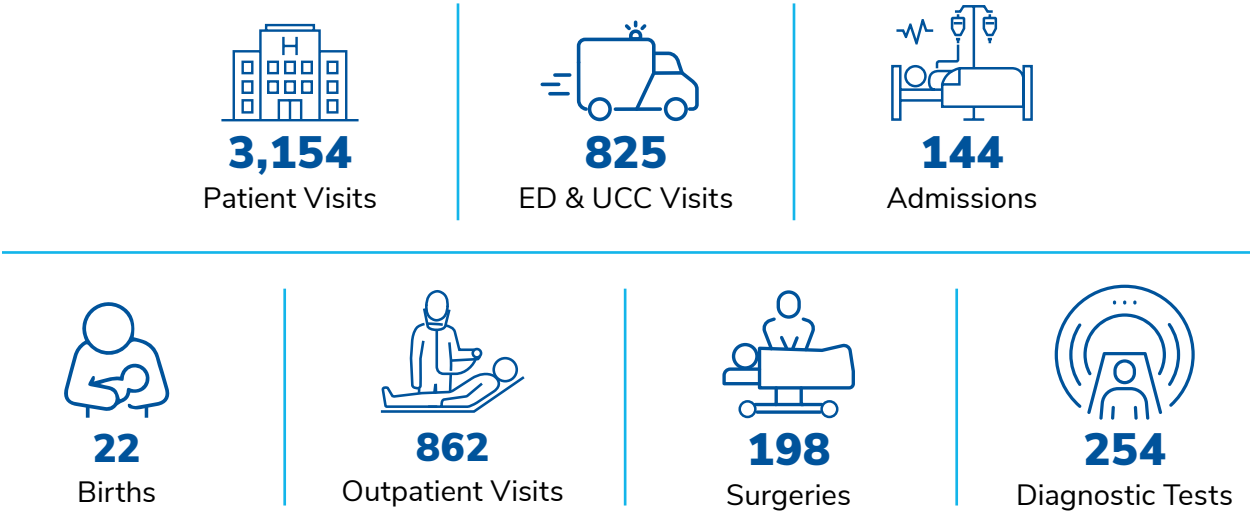 H
3,154
Patient Visits
825
ED & UCC Visits
144
Admissions
22
Births
862
Outpatient Visits
198
Surgeries
254
Diagnostic Tests